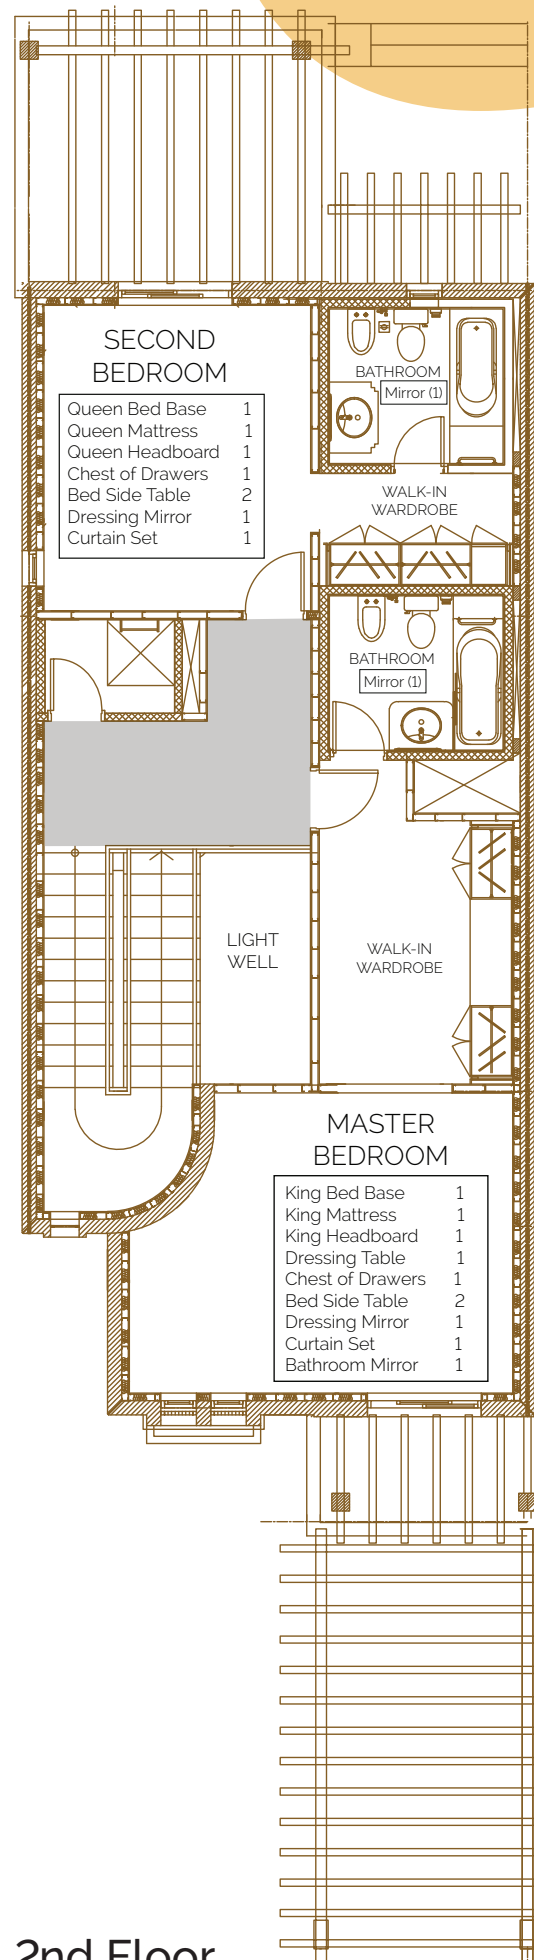 SECOND
BEDROOM
Queen Bed Base 1
Queen Mattress 1
Queen Headboard 1
Chest of Drawers 1
Bed Side Table 2
Dressing Mirror 1
Curtain Set 1
BATHROOM
Mirror (1)
WALK-IN
WARDROBE
BATHROOM
Mirror (1)
LIGHT
WELL
WALK-IN
WARDROBE
MASTER
BEDROOM
King Bed Base 1
King Mattress 1
King Headboard 1
Dressing Table 1
Chest of Drawers 1
Bed Side Table 2
Dressing Mirror 1
Curtain Set 1
Bathroom Mirror 1
2nd Floor